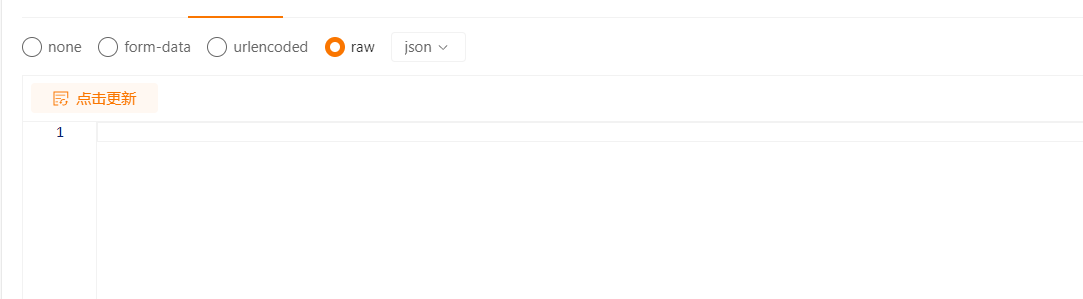 none form-data urlencoded raw json
点击更新
1